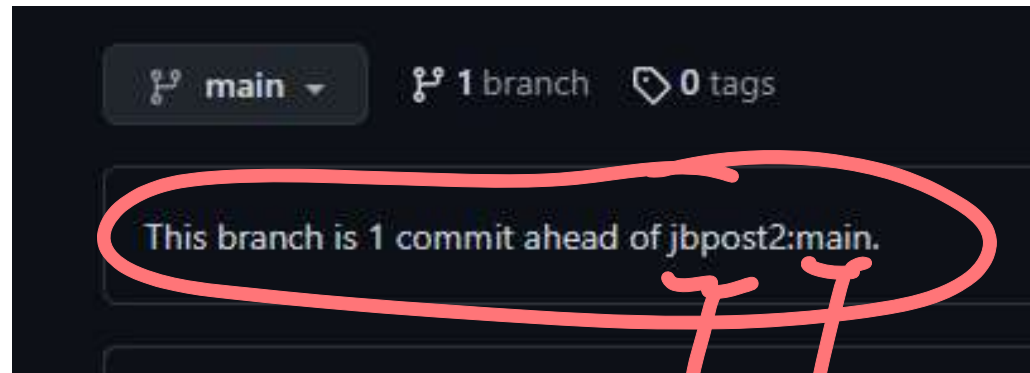 main 1 branch 0 tags
This branch is 1 commit ahead of jbpost2:main.